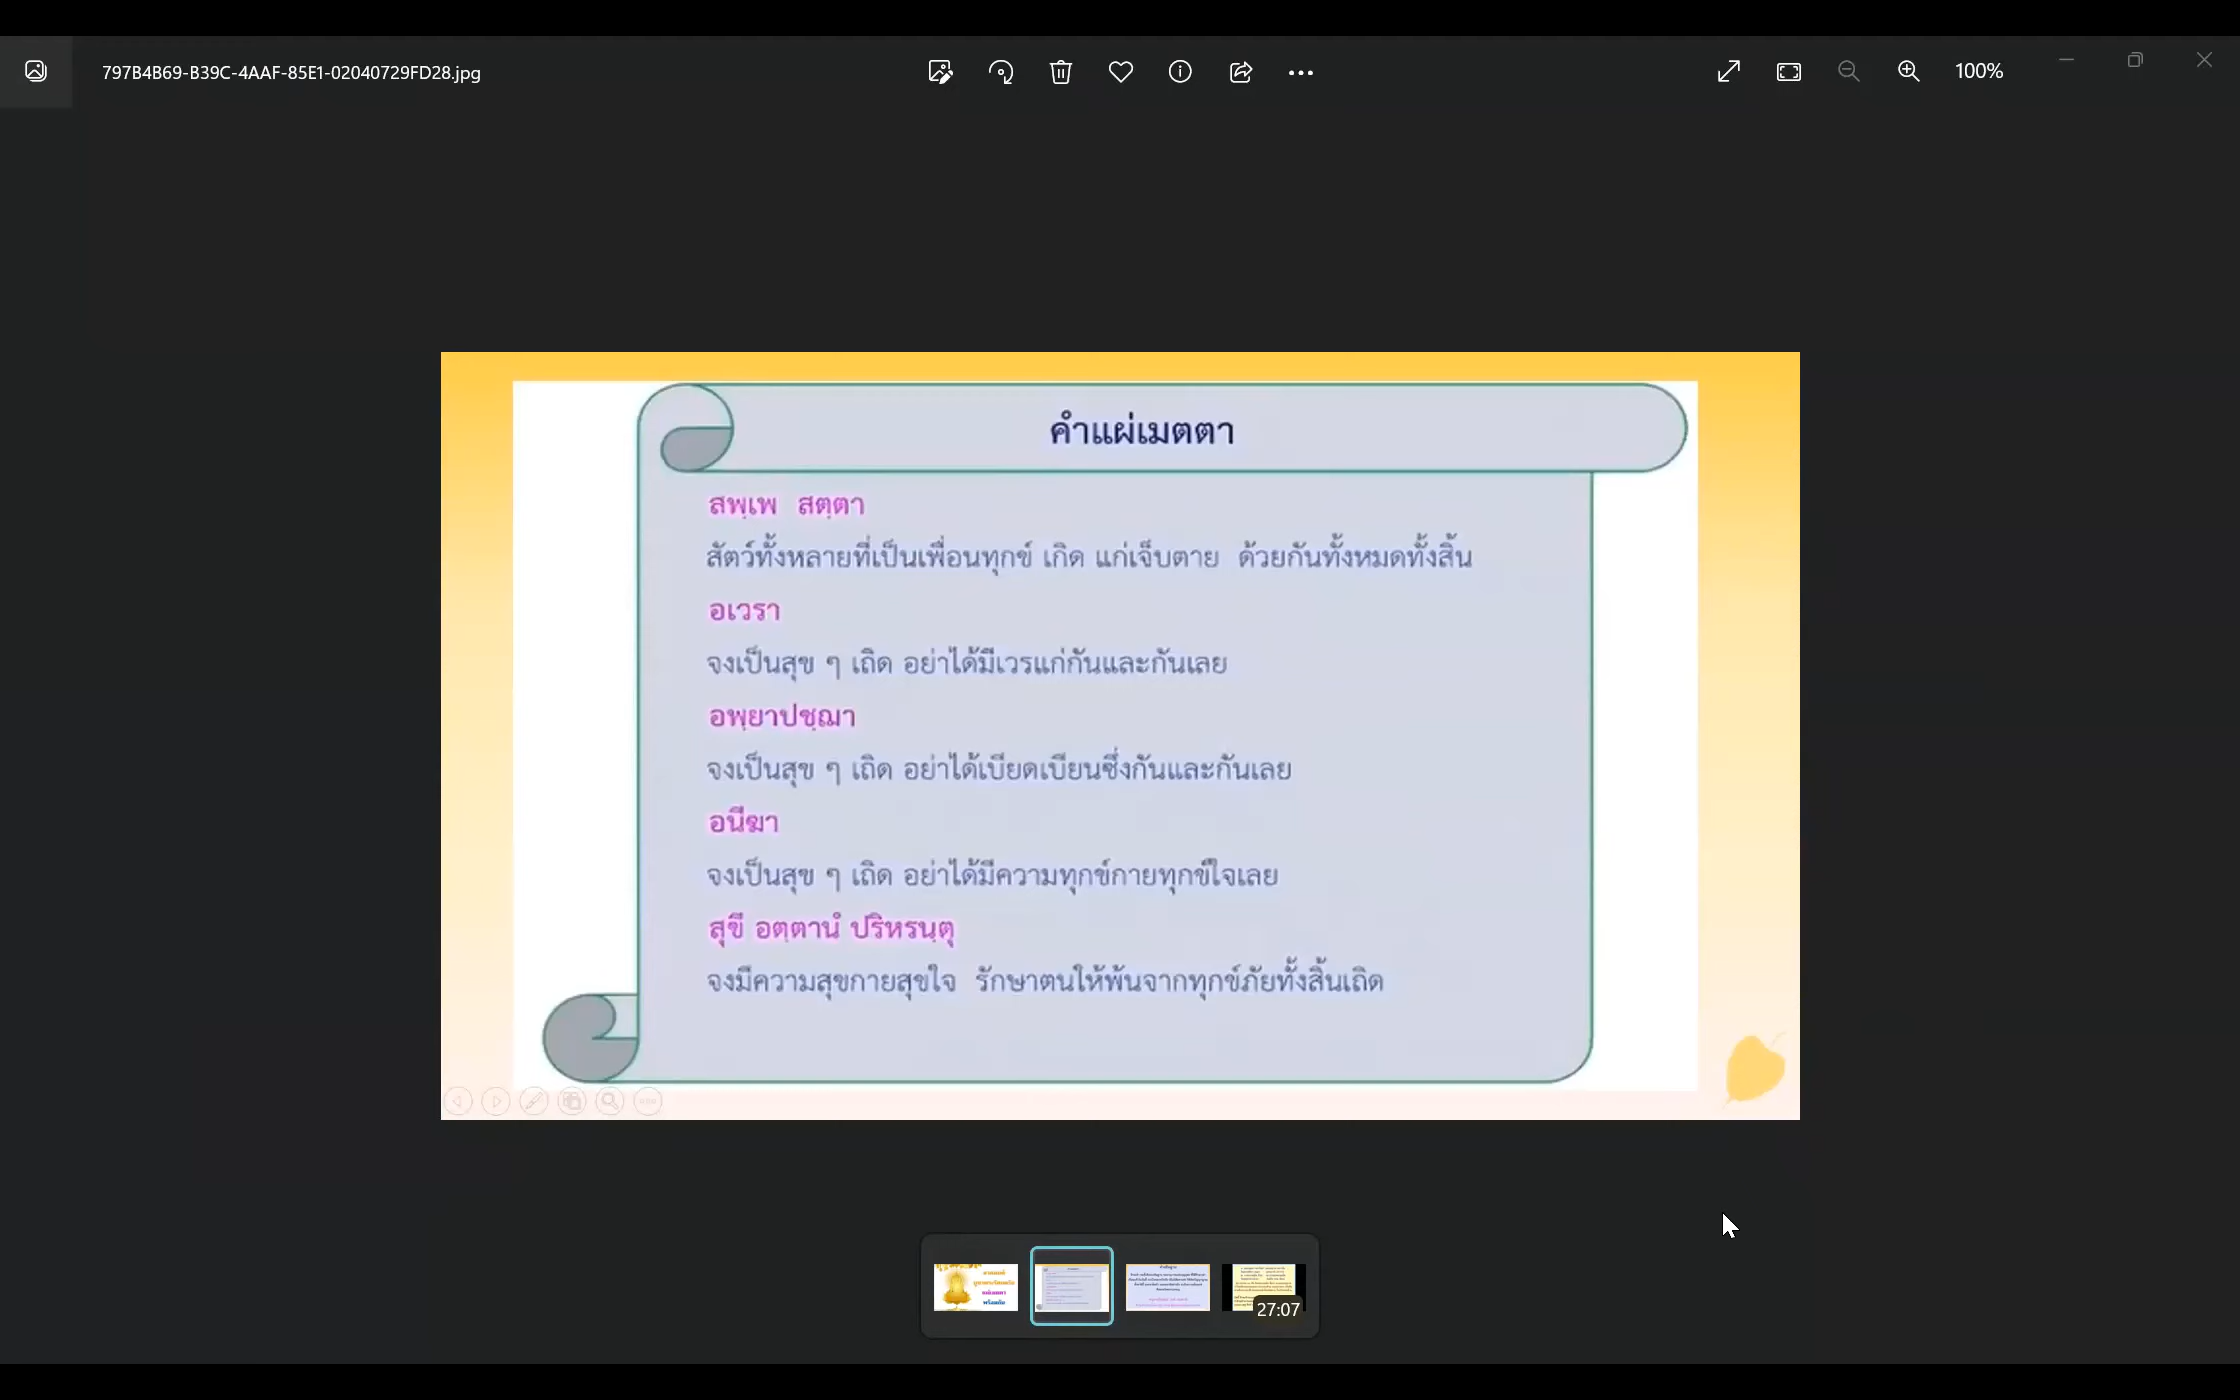 797B4B69-B39C-4AAF-85E1-02040729FD28.jpg
100%
คำแผ่เมตตา
สพฺเพ สตฺตา
สัตว์ทั้งหลายที่เป็นเพื่อนทุกข์ เกิด แก่เจ็บตาย ด้วยกันทั้งหมดทั้งสิ้น
อเวรา
จงเป็นสุข ๆ เถิด อย่าได้มีเวรแก่กันและกันเลย
อพฺยาปชฺฌา
จงเป็นสุข ๆ เถิด อย่าได้เบียดเบียนซึ่งกันและกันเลย
อนีฆา
จงเป็นสุข ๆ เถิด อย่าได้มีความทุกข์กายทุกข์ใจเลย
สุขี อตฺตานํ ปริหรนฺตุ
จงมีความสุขกายสุขใจ รักษาตนให้พ้นจากทุกข์ภัยทั้งสิ้นเถิด
27:07